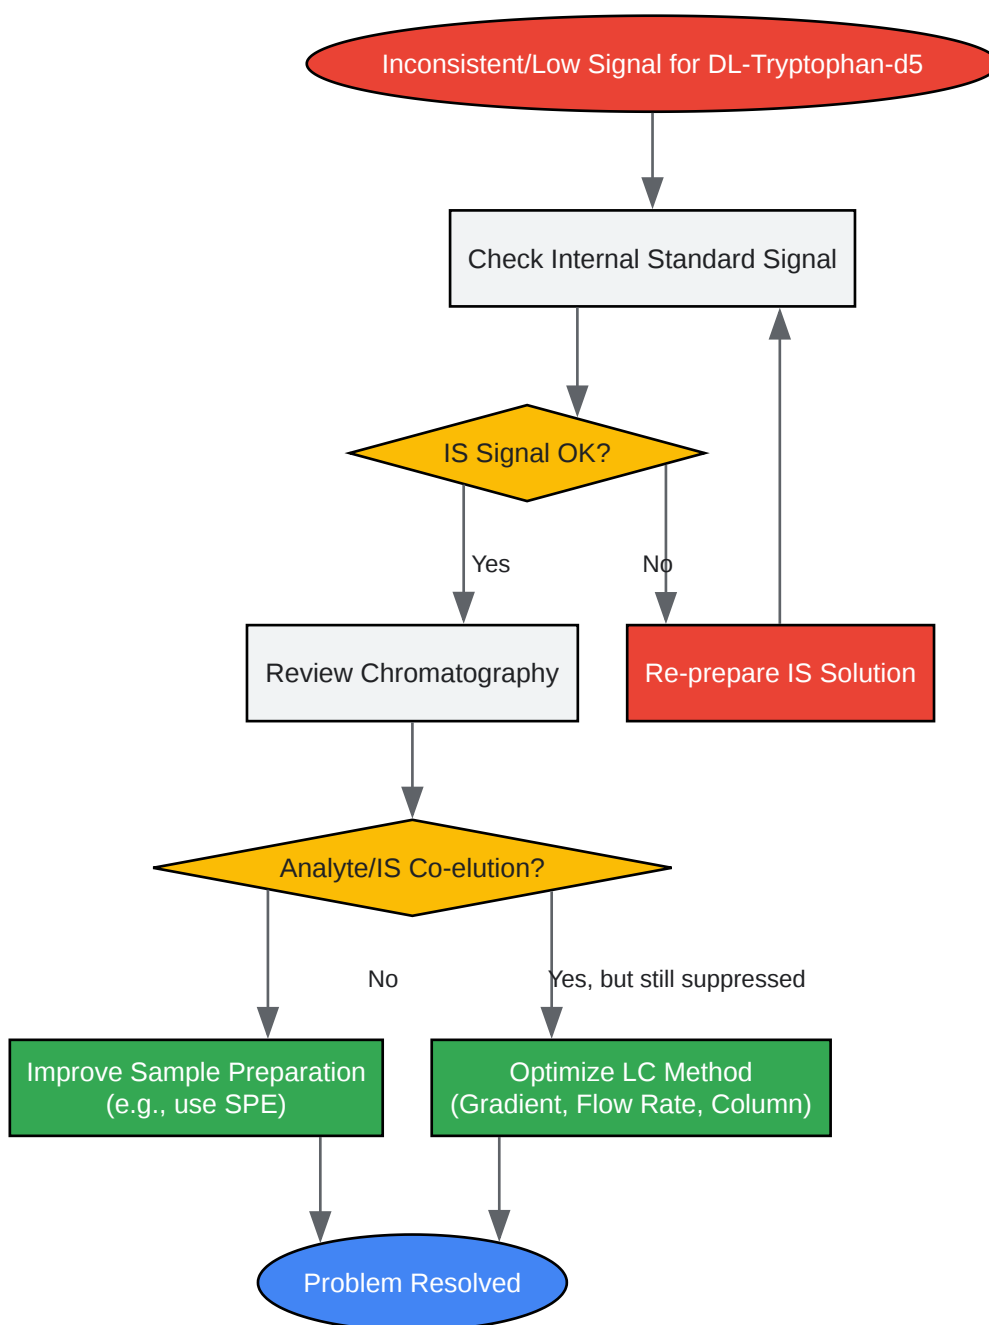 Inconsistent/Low Signal for DL-Tryptophan-d5
Check Internal Standard Signal
IS Signal OK?
Yes
No
Review Chromatography
Re-prepare IS Solution
Analyte/IS Co-elution?
No
Yes, but still suppressed
Improve Sample Preparation
(e.g., use SPE)
Optimize LC Method
(Gradient, Flow Rate, Column)
Problem Resolved